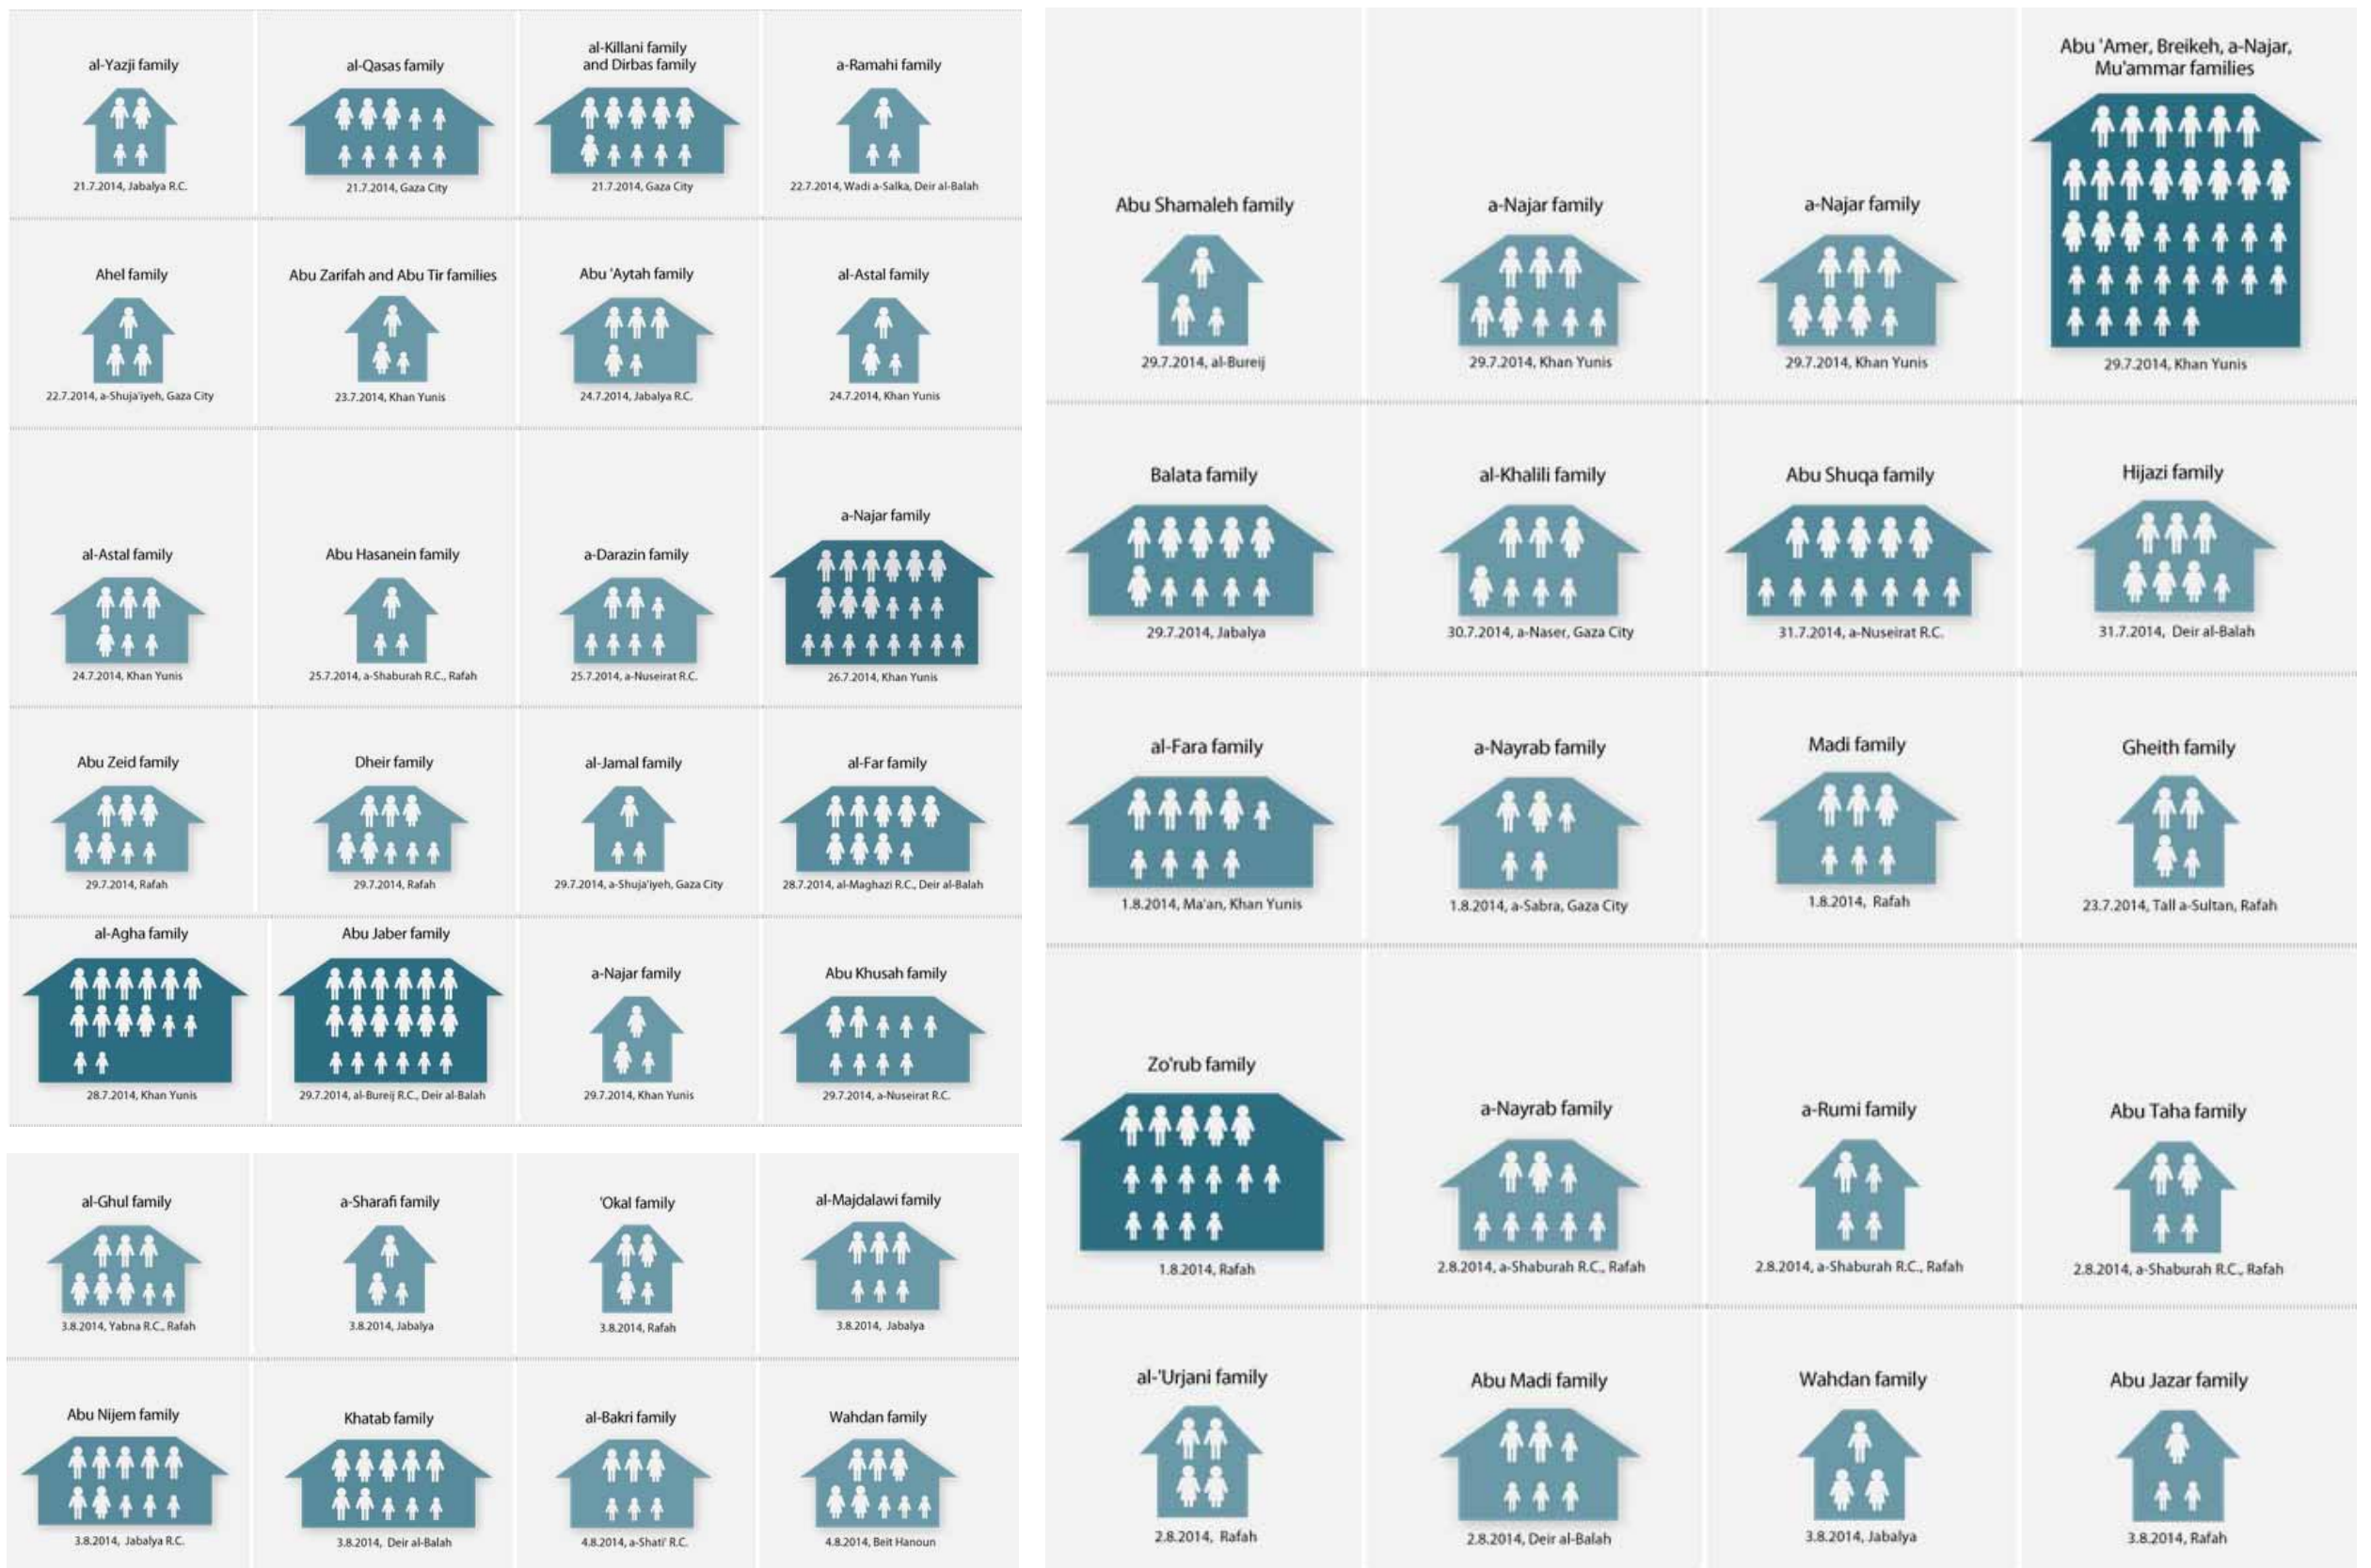 al-Yazji family
21.7.2014, Jabalya R.C.
al-Qasas family
21.7.2014, Gaza City
al-Killani family
and Dirbas family
21.7.2014, Gaza City
a-Ramahi family
22.7.2014, Wadi a-Salka, Deir al-Balah
Ahel family
22.7.2014, a-Shuja'iyeh, Gaza City
Abu Zarifah and Abu Tir families
23.7.2014, Khan Yunis
Abu 'Aytah family
24.7.2014, Jabalya R.C.
al-Astal family
24.7.2014, Khan Yunis
al-Astal family
24.7.2014, Khan Yunis
Abu Hasanein family
25.7.2014, a-Shaburah R.C., Rafah
a-Darazin family
25.7.2014, a-Nuseirat R.C.
a-Najar family
26.7.2014, Khan Yunis
Abu Zeid family
29.7.2014, Rafah
Dheir family
29.7.2014, Rafah
al-Jamal family
29.7.2014, a-Shuja'iyeh, Gaza City
al-Far family
28.7.2014, al-Maghazi R.C., Deir al-Balah
al-Agha family
28.7.2014, Khan Yunis
Abu Jaber family
29.7.2014, al-Bureij R.C., Deir al-Balah
a-Najar family
29.7.2014, Khan Yunis
Abu Khusah family
29.7.2014, a-Nuseirat R.C.
al-Ghul family
3.8.2014, Yabna R.C., Rafah
a-Sharafi family
3.8.2014, Jabalya
'Okal family
3.8.2014, Rafah
al-Majdalawi family
3.8.2014, Jabalya
Abu Nijem family
3.8.2014, Jabalya R.C.
Khatab family
3.8.2014, Deir al-Balah
al-Bakri family
4.8.2014, a-Shati' R.C.
Wahdan family
4.8.2014, Beit Hanoun
Abu Shamaleh family
29.7.2014, al-Bureij
a-Najar family
29.7.2014, Khan Yunis
a-Najar family
29.7.2014, Khan Yunis
Abu 'Amer, Breikeh, a-Najar,
Mu'ammar families
29.7.2014, Khan Yunis
Balata family
29.7.2014, Jabalya
al-Khalili family
30.7.2014, a-Naser, Gaza City
Abu Shuqa family
31.7.2014, a-Nuseirat R.C.
Hijazi family
31.7.2014, Deir al-Balah
al-Fara family
1.8.2014, Ma'an, Khan Yunis
a-Nayrab family
1.8.2014, a-Sabra, Gaza City
Madi family
1.8.2014, Rafah
Gheith family
23.7.2014, Tall a-Sultan, Rafah
Zo'rub family
1.8.2014, Rafah
a-Nayrab family
2.8.2014, a-Shaburah R.C., Rafah
a-Rumi family
2.8.2014, a-Shaburah R.C., Rafah
Abu Taha family
2.8.2014, a-Shaburah R.C., Rafah
al-'Urjani family
2.8.2014, Rafah
Abu Madi family
2.8.2014, Deir al-Balah
Wahdan family
3.8.2014, Jabalya
Abu Jazar family
3.8.2014, Rafah